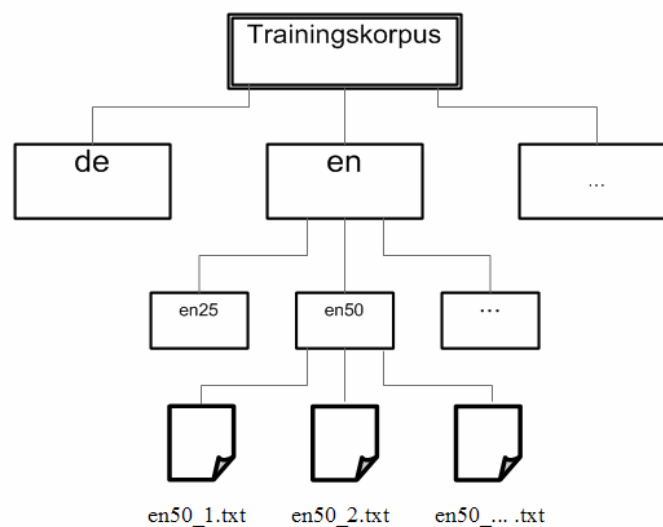 Trainingskorpus
de
en
...
en25
en50
...
en50_1.txt
en50_2.txt
en50_... .txt